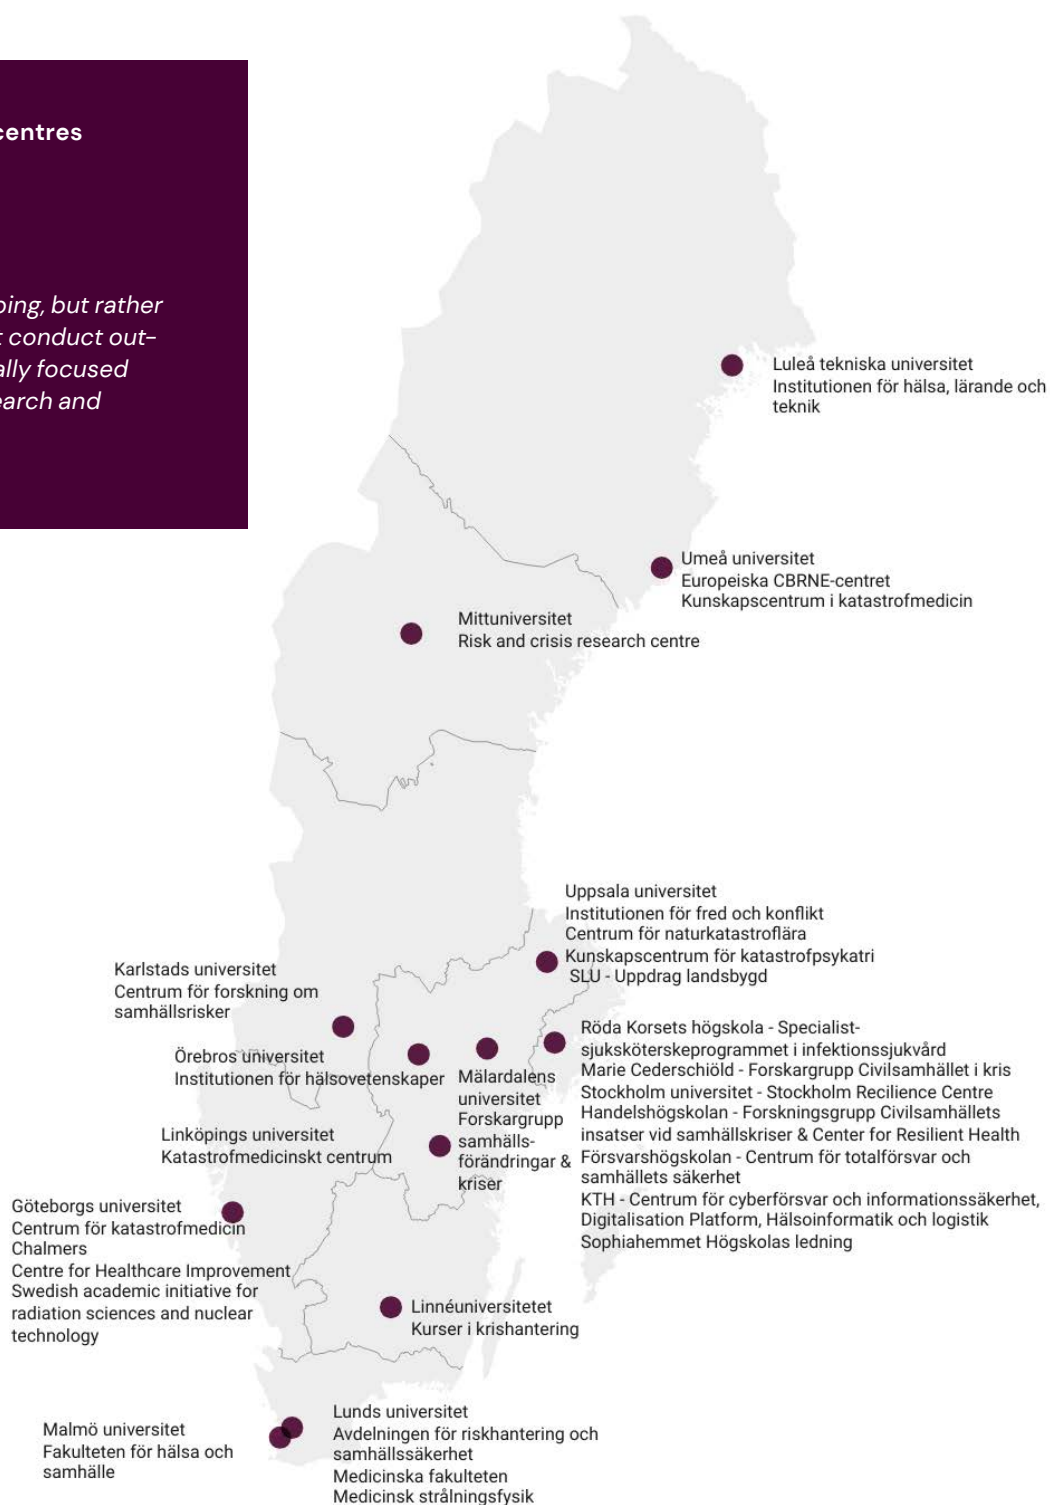 centres
ping, but rather
t conduct out-
ally focused
earch and
Luleå tekniska universitet
Institutionen för hälsa, lärande och
teknik
Umeå universitet
Europeiska CBRNE-centret
Kunskapscentrum i katastrofmedicin
Mittuniversitet
Risk and crisis research centre
Uppsala universitet
Institutionen för fred och konflikt
Centrum för naturkatastroflära
Kunskapscentrum för katastrofpsykatri
SLU - Uppdrag landsbygd
Karlstads universitet
Centrum för forskning om
samhällsrisker
Örebros universitet
Institutionen för hälsovetenskaper
Mälardalens
universitet
Forskargrupp
samhälls-
förändringar &
kriser
Röda Korsets högskola - Specialist-
sjuksköterskeprogrammet i infektionssjukvård
Marie Cederschiöld - Forskargrupp Civilsamhället i kris
Stockholm universitet - Stockholm Recilience Centre
Handelshögskolan - Forskningsgrupp Civilsamhällets
insatser vid samhällskriser & Center for Resilient Health
Försvarshögskolan - Centrum för totalförsvar och
samhällets säkerhet
KTH - Centrum för cyberförsvar och informationssäkerhet,
Digitalisation Platform, Hälsoinformatik och logistik
Sophiahemmet Högskolas ledning
Linköpings universitet
Katastrofmedicinskt centrum
Göteborgs universitet
Centrum för katastrofmedicin
Chalmers
Centre for Healthcare Improvement
Swedish academic initiative for
radiation sciences and nuclear
technology
Linnéuniversitetet
Kurser i krishantering
Malmö universitet
Fakulteten för hälsa och
samhälle
Lunds universitet
Avdelningen för riskhantering och
samhällssäkerhet
Medicinska fakulteten
Medicinsk strålningsfysik